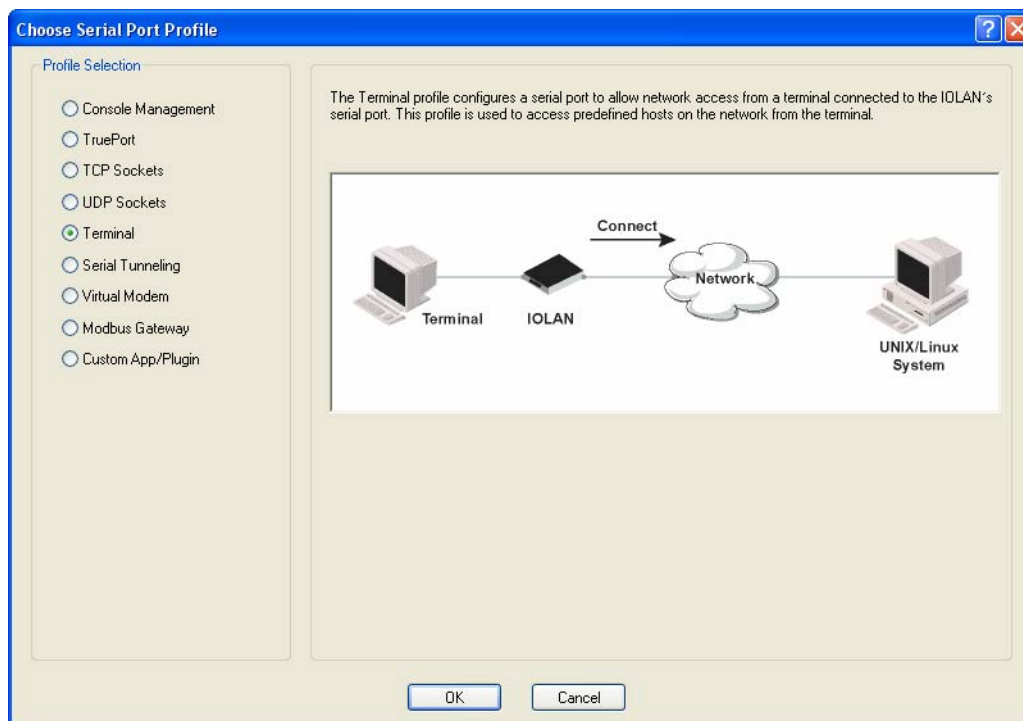 Choose Serial Port Profile
Profile Selection
Console Management
TruePort
TCP Sockets
UDP Sockets
Terminal
Serial Tunneling
Virtual Modem
Modbus Gateway
Custom App/Plugin
The Terminal profile configures a serial port to allow network access from a terminal connected to the IOLAN's
serial port. This profile is used to access predefined hosts on the network from the terminal.
Connect
Network
Terminal
IOLAN
UNIX/Linux
System
OK
Cancel